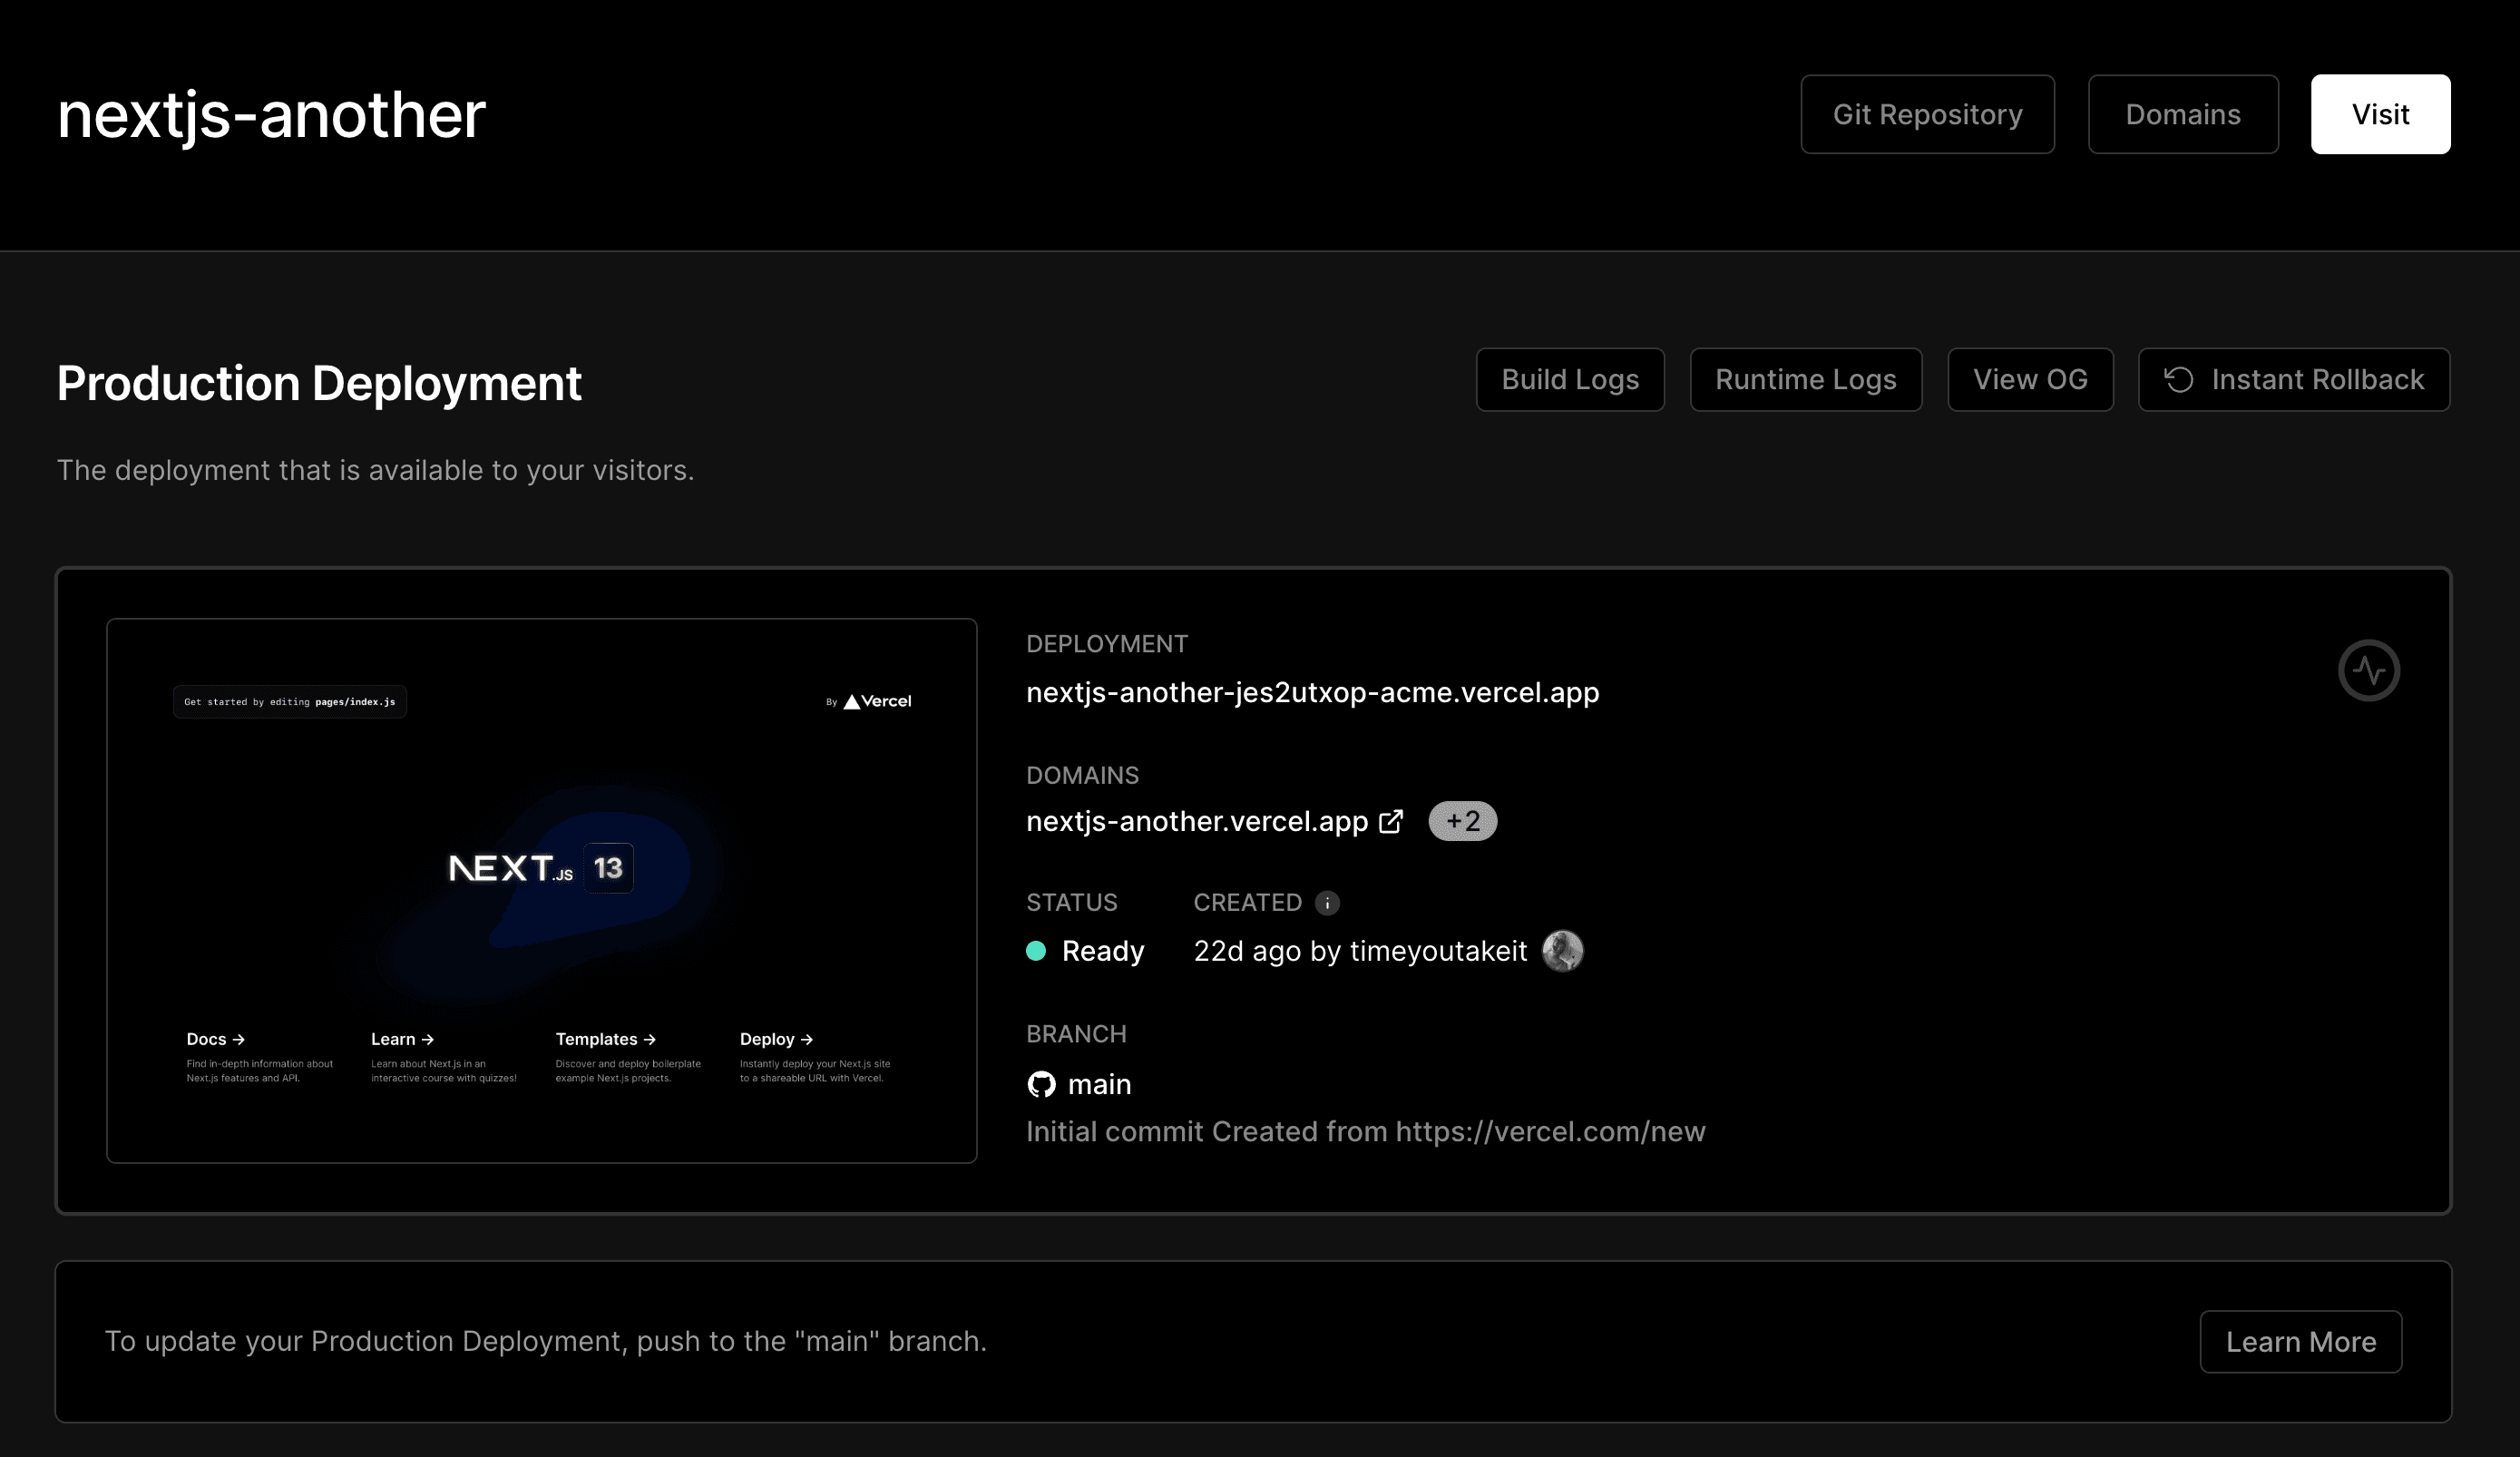 nextjs-another
Git Repository
Domains
Visit
Production Deployment
Build Logs
Runtime Logs
View OG
Instant Rollback
The deployment that is available to your visitors.
Get started by editing pages/index.js
By Vercel
NEXT.JS 13
Docs →
Find in-depth information about
Next.js features and API.
Learn →
Learn about Next.js in an
interactive course with quizzes!
Templates →
Discover and deploy boilerplate
example Next.js projects.
Deploy →
Instantly deploy your Next.js site
to a shareable URL with Vercel.
DEPLOYMENT
nextjs-another-jes2utxop-acme.vercel.app
DOMAINS
nextjs-another.vercel.app +2
STATUS
Ready
CREATED
22d ago by timeyoutakeit
BRANCH
main
Initial commit Created from https://vercel.com/new
To update your Production Deployment, push to the "main" branch.
Learn More